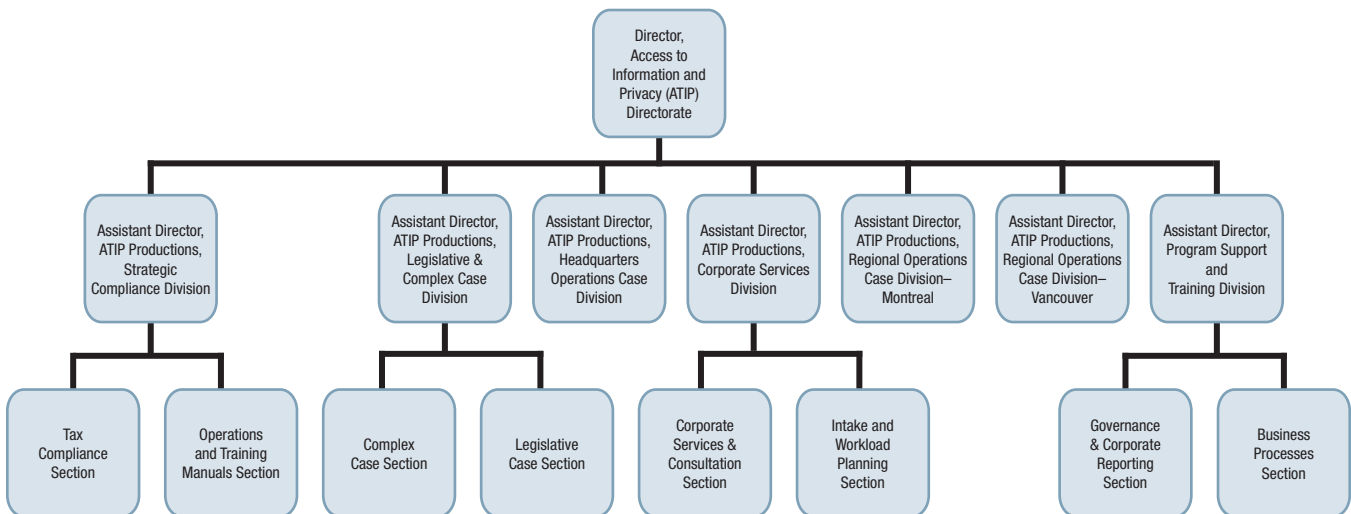 Director,
Access to
Information and
Privacy (ATIP)
Directorate
Assistant Director,
ATIP Productions,
Strategic
Compliance Division
Assistant Director,
ATIP Productions,
Legislative &
Complex Case
Division
Assistant Director,
ATIP Productions,
Headquarters
Operations Case
Division
Assistant Director,
ATIP Productions,
Corporate Services
Division
Assistant Director,
ATIP Productions,
Regional Operations
Case Division–
Montreal
Assistant Director,
ATIP Productions,
Regional Operations
Case Division–
Vancouver
Assistant Director,
Program Support
and
Training Division
Tax
Compliance
Section
Operations
and Training
Manuals Section
Complex
Case Section
Legislative
Case Section
Corporate
Services &
Consultation
Section
Intake and
Workload
Planning
Section
Governance
& Corporate
Reporting
Section
Business
Processes
Section